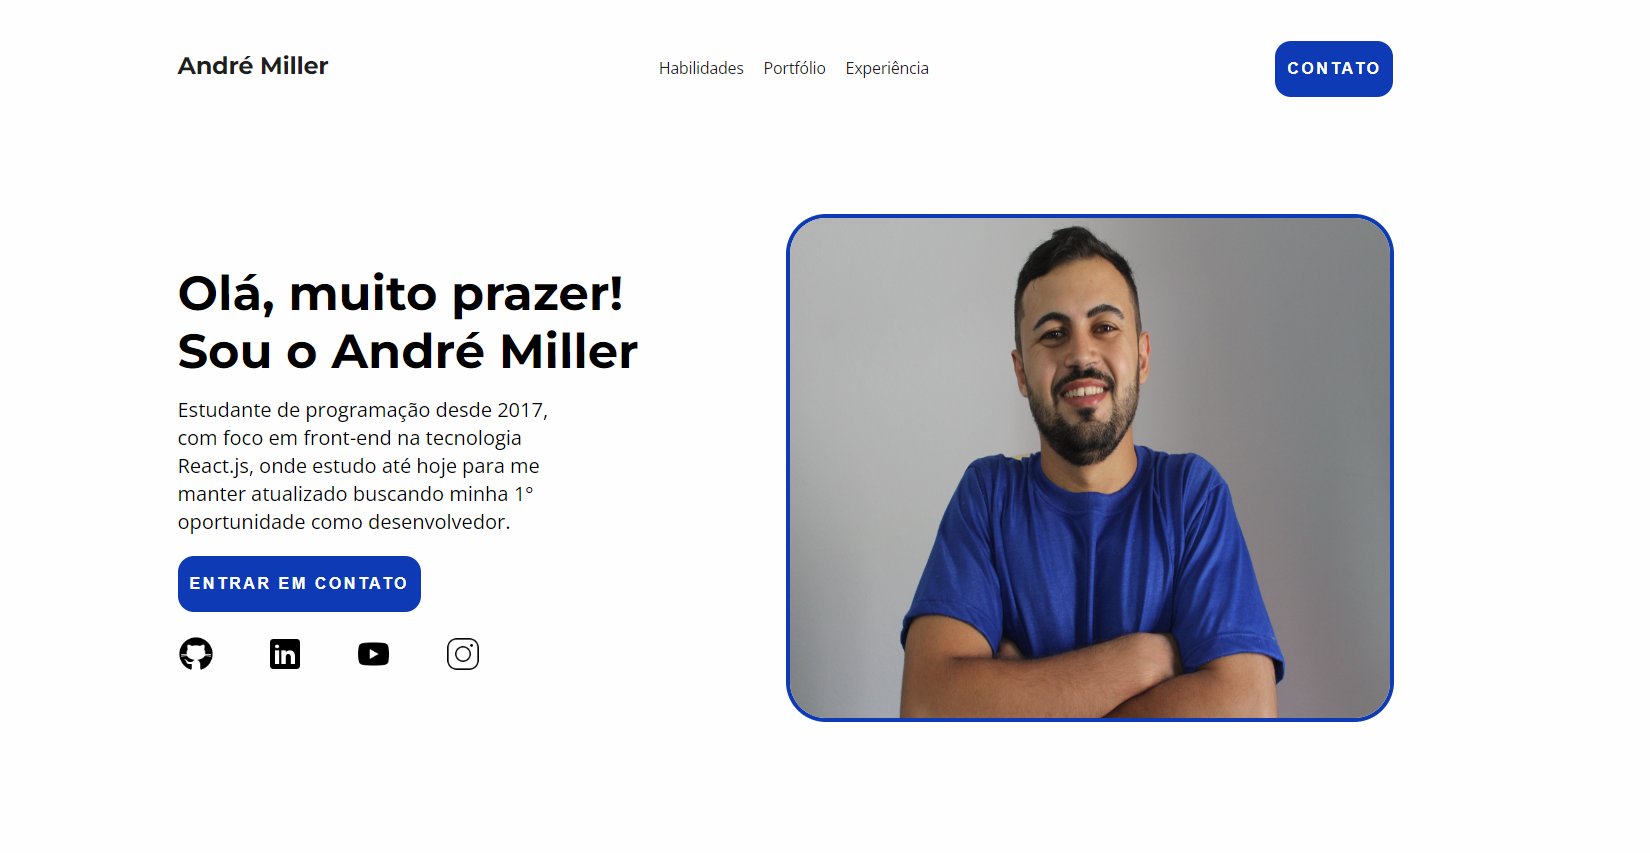 André Miller
Habilidades Portfólio Experiência
CONTATO
Olá, muito prazer!
Sou o André Miller
Estudante de programação desde 2017,
com foco em front-end na tecnologia
React.js, onde estudo até hoje para me
manter atualizado buscando minha 1°
oportunidade como desenvolvedor.
ENTRAR EM CONTATO
in